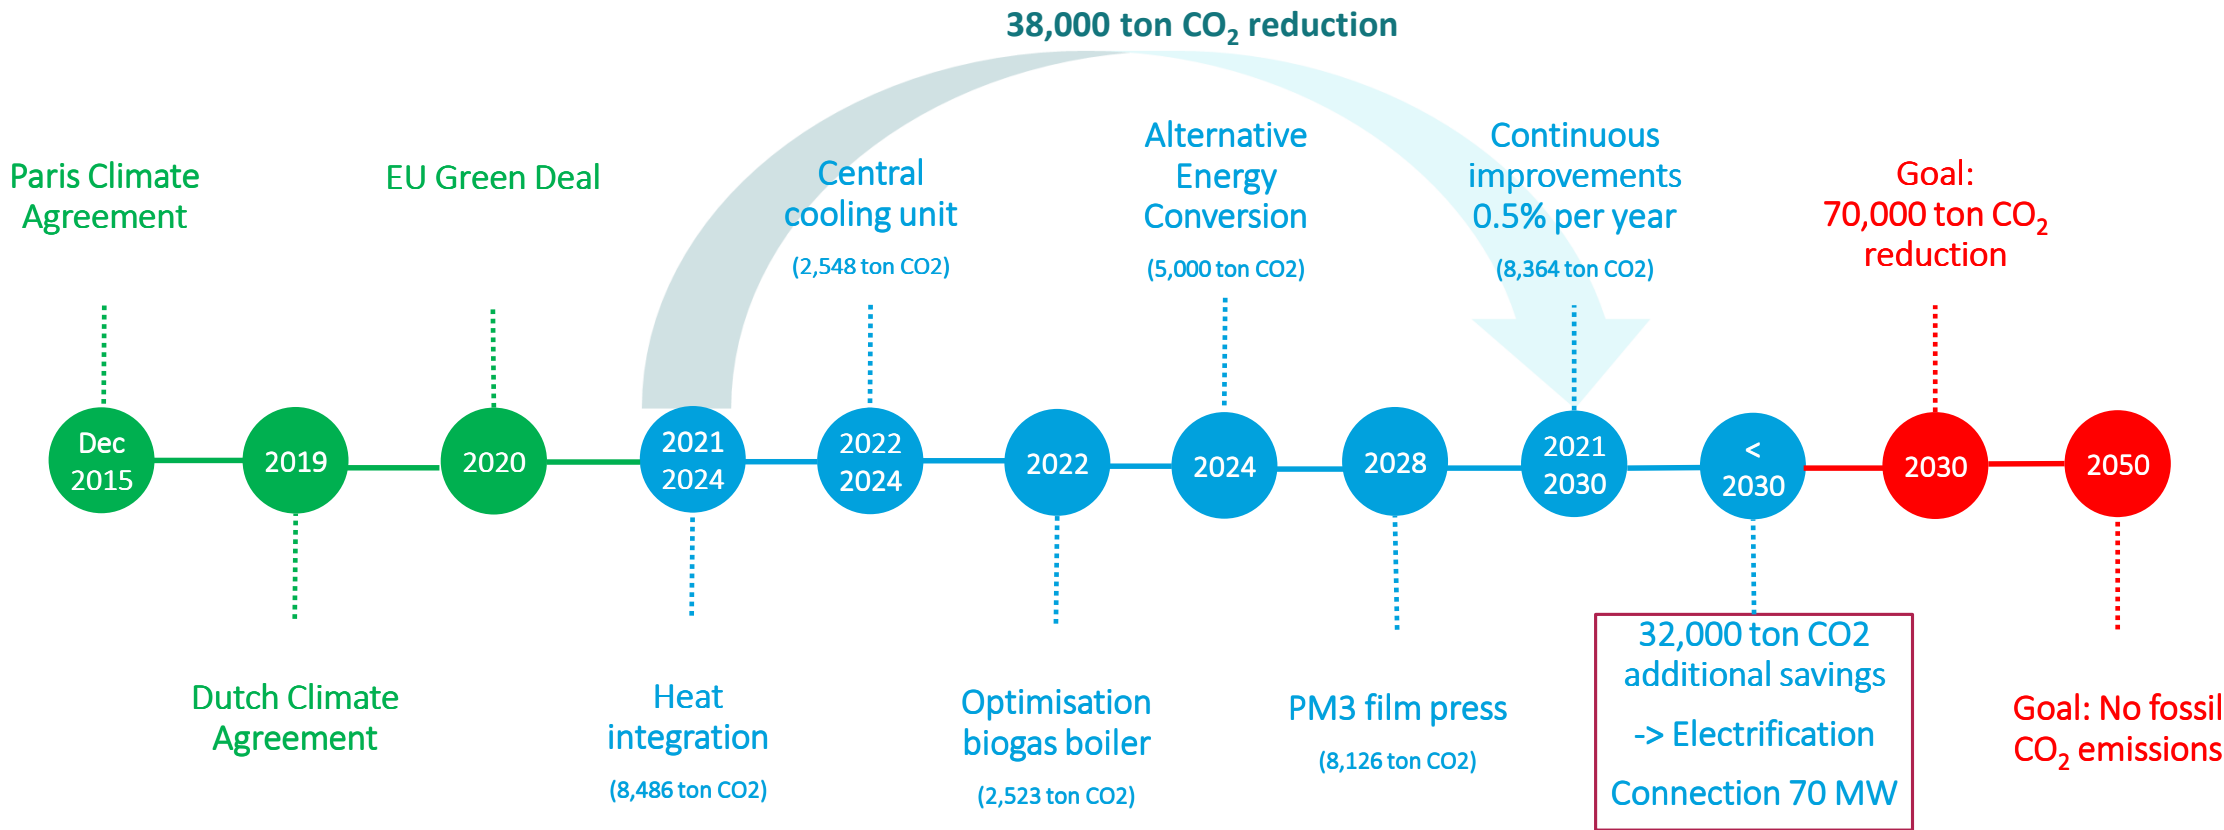 38,000 ton CO₂ reduction
Paris Climate
Agreement
EU Green Deal
Central
cooling unit
(2,548 ton CO2)
Alternative
Energy
Conversion
(5,000 ton CO2)
Continuous
improvements
0.5% per year
(8,364 ton CO2)
Goal:
70,000 ton CO₂
reduction
Dec
2015
2019
2020
2021
2024
2022
2024
2022
2024
2028
2021
2030
<
2030
2030
2050
Dutch Climate
Agreement
Heat
integration
(8,486 ton CO2)
Optimisation
biogas boiler
(2,523 ton CO2)
PM3 film press
(8,126 ton CO2)
32,000 ton CO2
additional savings
-> Electrification
Connection 70 MW
Goal: No fossil
CO₂ emissions